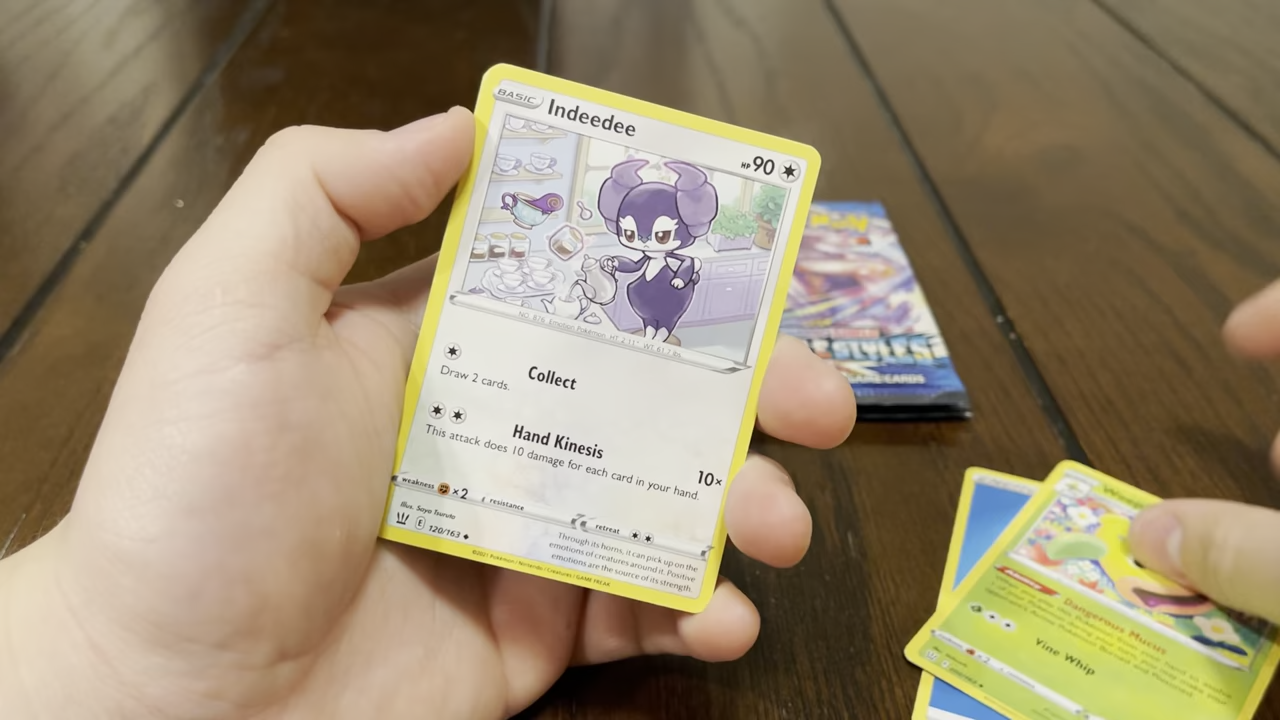 BASIC Indeedee HP 90
NO. 876 Emotion Pokémon HT: 2'11" WT: 61.7 lbs.
Collect
Draw 2 cards.
Hand Kinesis 10×
This attack does 10 damage for each card in your hand.
weakness ×2 resistance retreat
Illus. Saya Tsuruta
E 120/163
Through its horns, it can pick up on the
emotions of creatures around it. Positive
emotions are the source of its strength.
©2021 Pokémon / Nintendo / Creatures / GAME FREAK
STYLES
Dangerous Mucus
Vine Whip